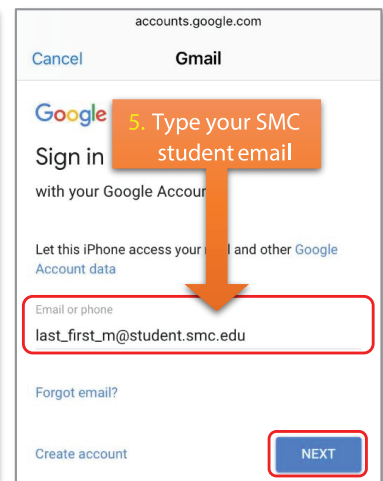 accounts.google.com
Cancel Gmail
Google
5. Type your SMC
student email
Sign in
with your Google Accoun
Let this iPhone access your and other Google
Account data
Email or phone
last_first_m@student.smc.edu
Forgot email?
Create account NEXT